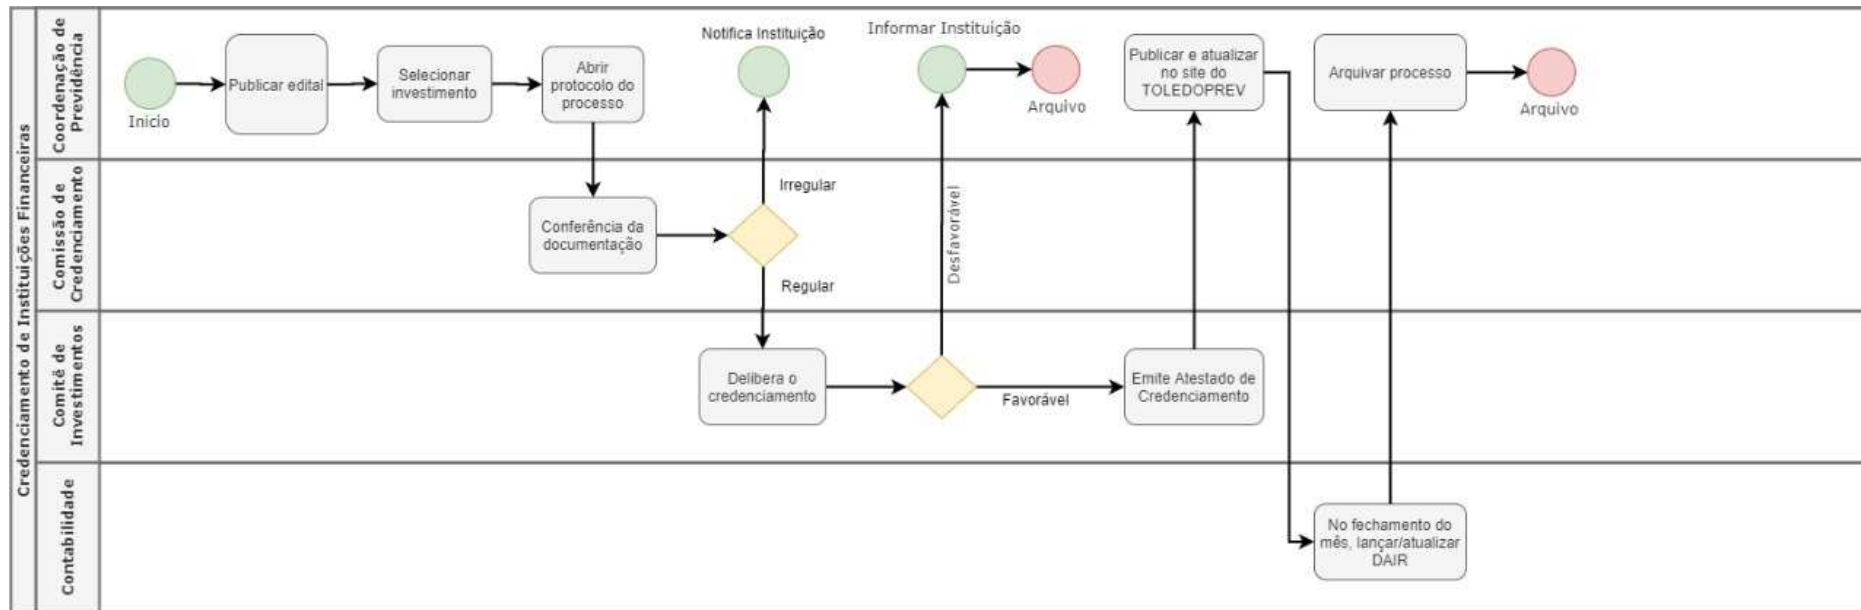 Credenciamento de Instituições Financeiras
Coordenação de
Previdência
Inicio
Publicar edital
Selecionar
investimento
Abrir
protocolo do
processo
Notifica Instituição
Informar Instituição
Arquivo
Publicar e atualizar
no site do
TOLEDOPREV
Arquivar processo
Arquivo
Comissão de
Credenciamento
Conferência da
documentação
Irregular
Regular
Desfavorável
Comitê de
Investimentos
Delibera o
credenciamento
Favorável
Emite Atestado de
Credenciamento
Contabilidade
No fechamento do
mês, lançar/atualizar
DAIR